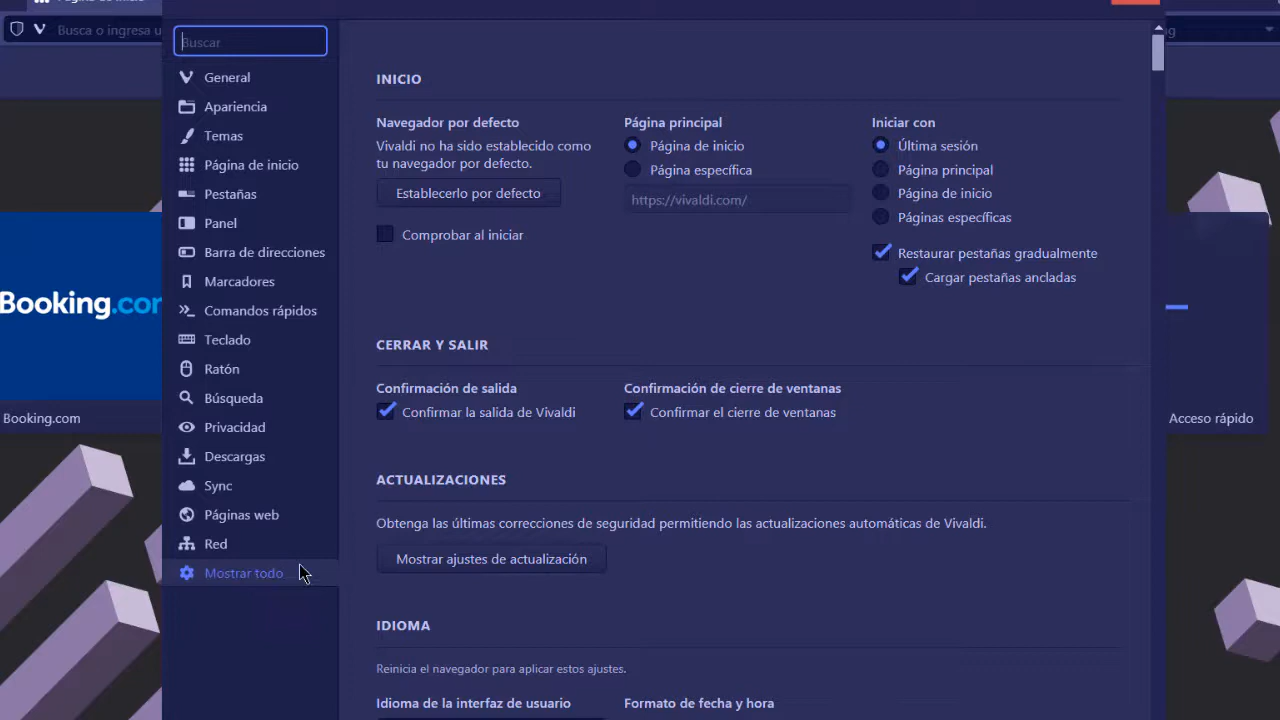 Busca o ingresa u
Booking.com
Booking.com
Buscar
General
Apariencia
Temas
Página de inicio
Pestañas
Panel
Barra de direcciones
Marcadores
Comandos rápidos
Teclado
Ratón
Búsqueda
Privacidad
Descargas
Sync
Páginas web
Red
Mostrar todo
INICIO
Navegador por defecto
Vivaldi no ha sido establecido como
tu navegador por defecto.
Establecerlo por defecto
Comprobar al iniciar
Página principal
Página de inicio
Página específica
https://vivaldi.com/
Iniciar con
Última sesión
Página principal
Página de inicio
Páginas específicas
Restaurar pestañas gradualmente
Cargar pestañas ancladas
CERRAR Y SALIR
Confirmación de salida
Confirmar la salida de Vivaldi
Confirmación de cierre de ventanas
Confirmar el cierre de ventanas
ACTUALIZACIONES
Obtenga las últimas correcciones de seguridad permitiendo las actualizaciones automáticas de Vivaldi.
Mostrar ajustes de actualización
IDIOMA
Reinicia el navegador para aplicar estos ajustes.
Idioma de la interfaz de usuario
Formato de fecha y hora
Acceso rápido